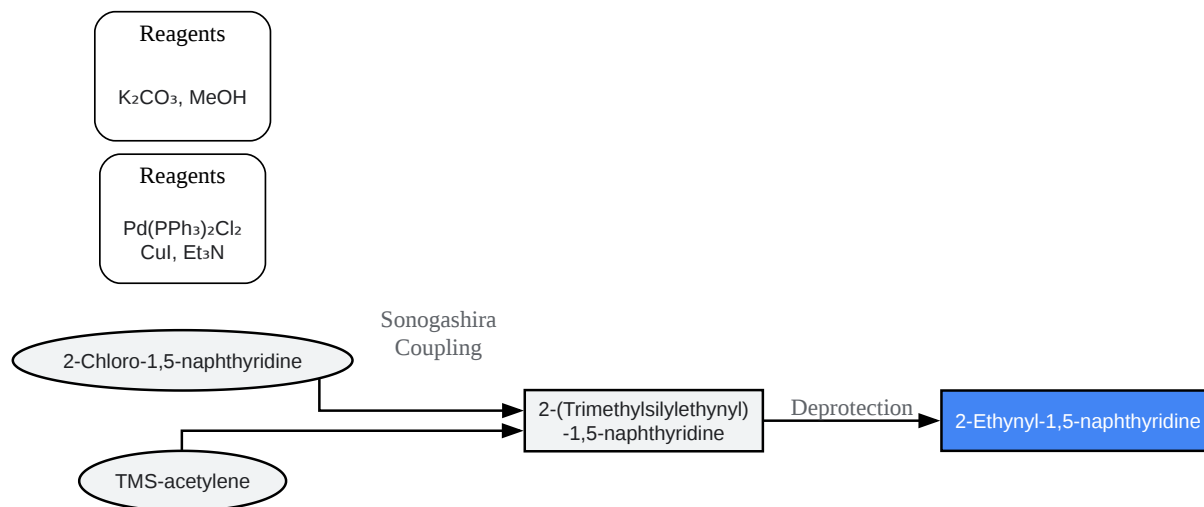 Reagents
K₂CO₃, MeOH
Reagents
Pd(PPh₃)₂Cl₂
CuI, Et₃N
Sonogashira
Coupling
2-Chloro-1,5-naphthyridine
2-(Trimethylsilylethynyl)
-1,5-naphthyridine
Deprotection
2-Ethynyl-1,5-naphthyridine
TMS-acetylene